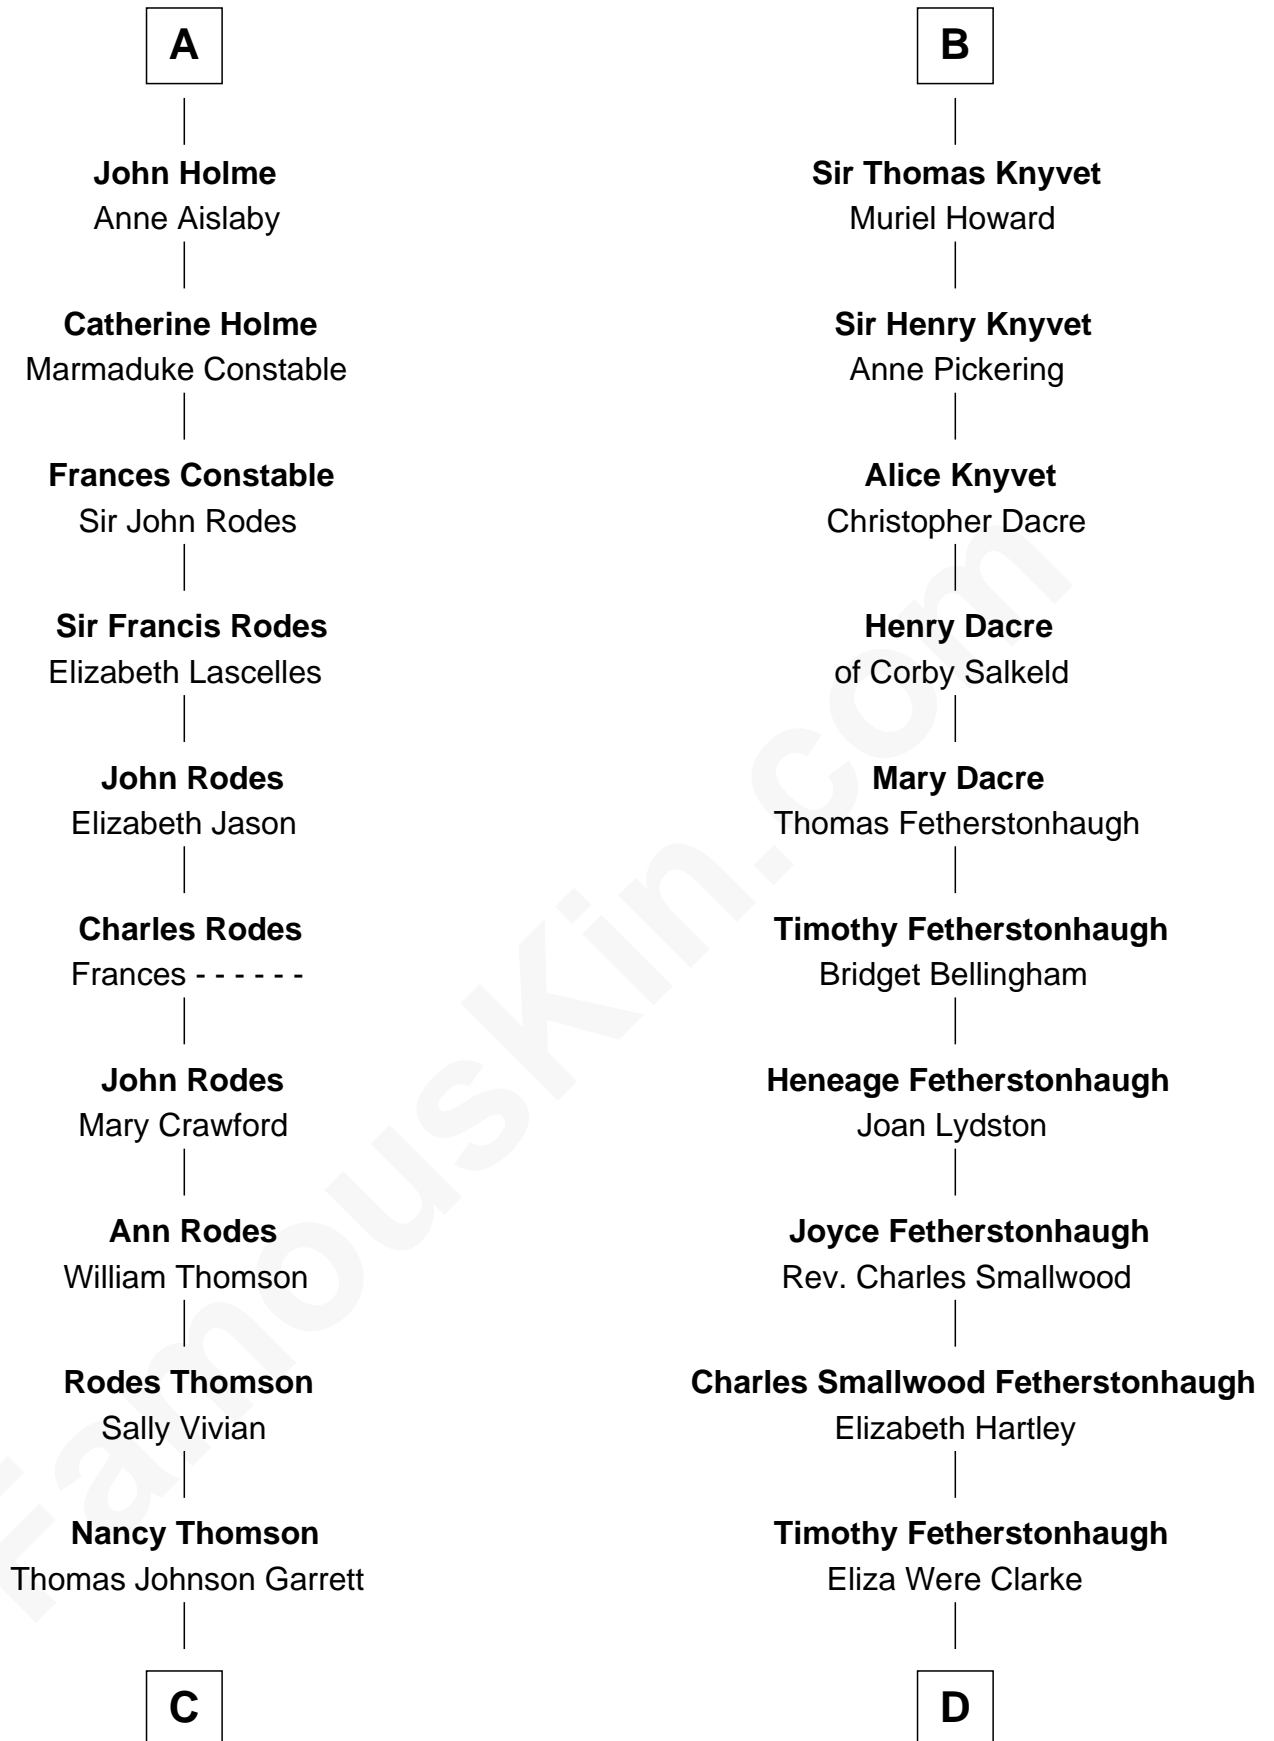 A
John Holme
Anne Aislaby
Catherine Holme
Marmaduke Constable
Frances Constable
Sir John Rodes
Sir Francis Rodes
Elizabeth Lascelles
John Rodes
Elizabeth Jason
Charles Rodes
Frances - - - - - -
John Rodes
Mary Crawford
Ann Rodes
William Thomson
Rodes Thomson
Sally Vivian
Nancy Thomson
Thomas Johnson Garrett
C
B
Sir Thomas Knyvet
Muriel Howard
Sir Henry Knyvet
Anne Pickering
Alice Knyvet
Christopher Dacre
Henry Dacre
of Corby Salkeld
Mary Dacre
Thomas Fetherstonhaugh
Timothy Fetherstonhaugh
Bridget Bellingham
Heneage Fetherstonhaugh
Joan Lydston
Joyce Fetherstonhaugh
Rev. Charles Smallwood
Charles Smallwood Fetherstonhaugh
Elizabeth Hartley
Timothy Fetherstonhaugh
Eliza Were Clarke
D
FamousKin.com